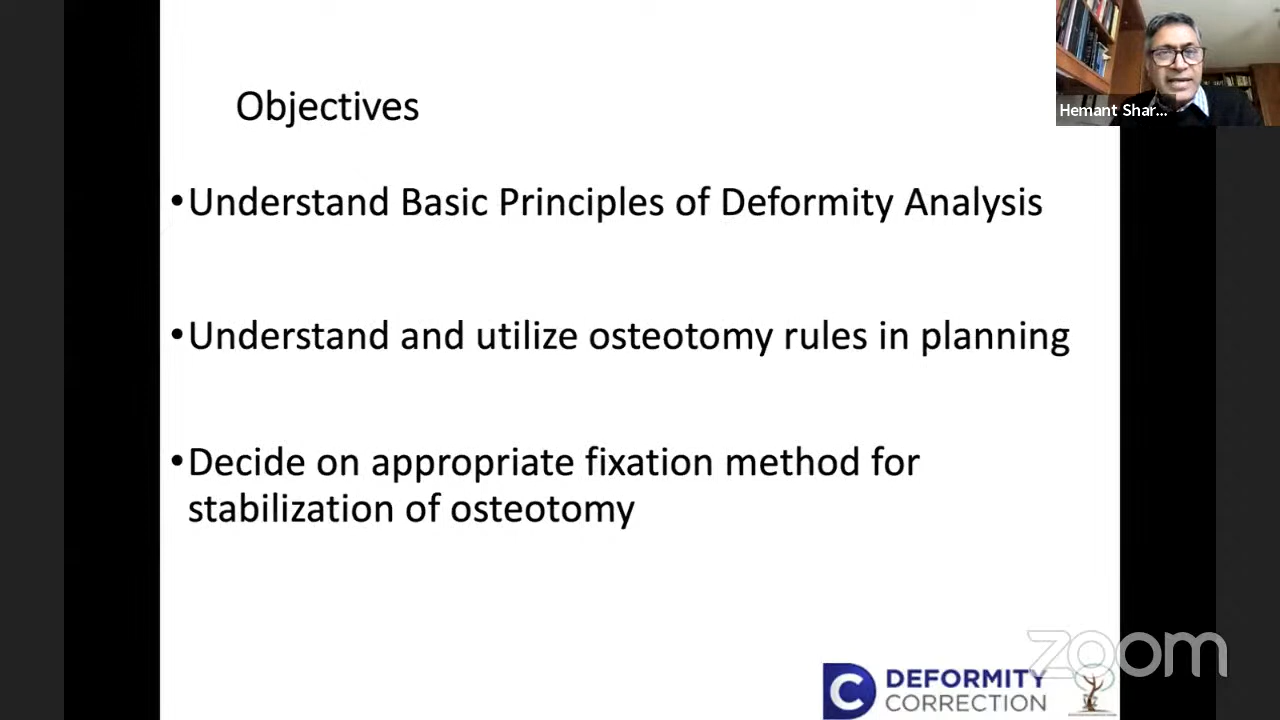 Objectives
Hemant Shar...
•Understand Basic Principles of Deformity Analysis
•Understand and utilize osteotomy rules in planning
•Decide on appropriate fixation method for
stabilization of osteotomy
zoom
C DEFORMITY
CORRECTION